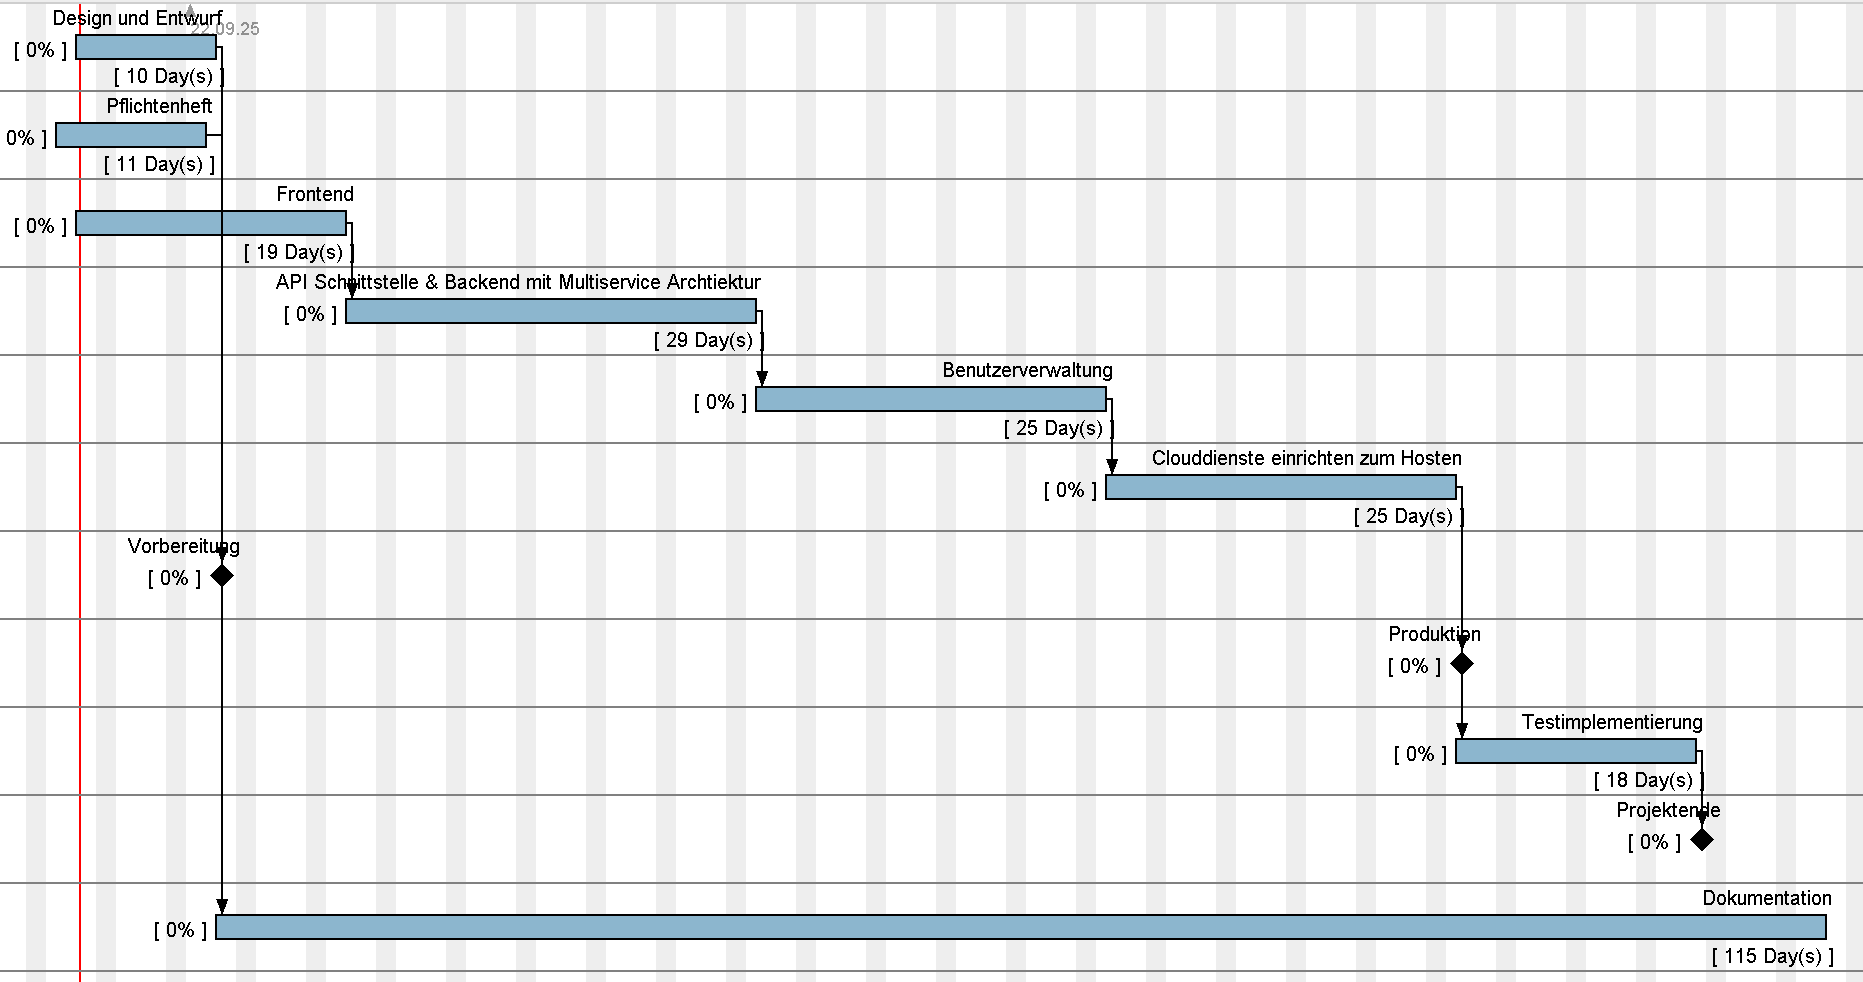 Design und Entwurf
22.09.25
[ 0% ]
[ 10 Day(s) ]
Pflichtenheft
0% ]
[ 11 Day(s) ]
Frontend
[ 0% ]
[ 19 Day(s) ]
API Schnittstelle & Backend mit Multiservice Archtiektur
[ 0% ]
[ 29 Day(s) ]
Benutzerverwaltung
[ 0% ]
[ 25 Day(s) ]
Clouddienste einrichten zum Hosten
[ 0% ]
[ 25 Day(s) ]
Vorbereitung
[ 0% ]
Produktion
[ 0% ]
Testimplementierung
[ 0% ]
[ 18 Day(s) ]
Projektende
[ 0% ]
Dokumentation
[ 0% ]
[ 115 Day(s) ]